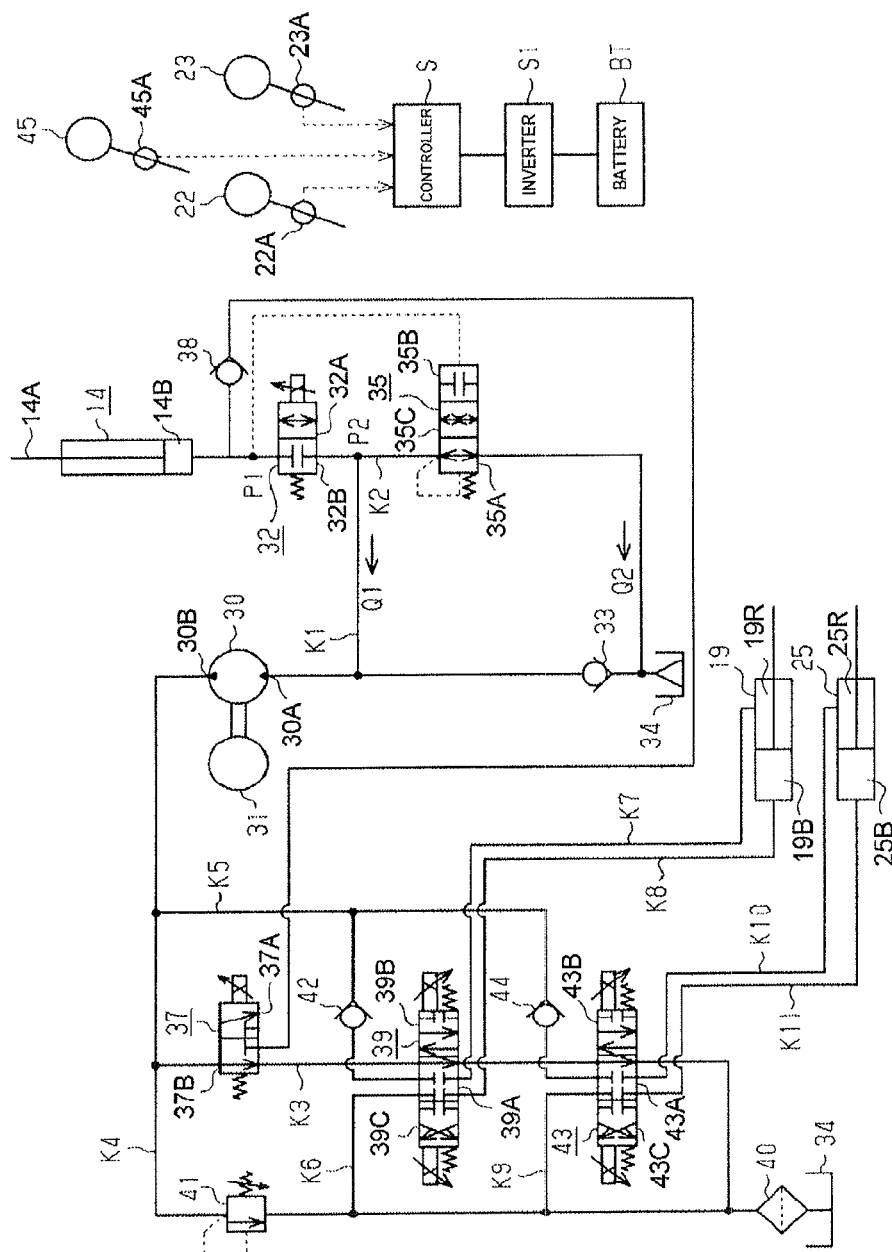 45
45A
23
23A
22
22A
S
CONTROLLER
S1
INVERTER
BT
BATTERY
14A
14
14B
38
P1
32
32A
32B
P2
K2
35
35B
35C
35A
Q1
Q2
K1
30B
30
30A
31
33
34
19
19R
19B
25
25R
25B
K7
K8
K10
K11
K5
K4
37
37A
37B
K3
42
39B
39
39A
39C
K6
44
43B
43
43A
43C
K9
41
40
34